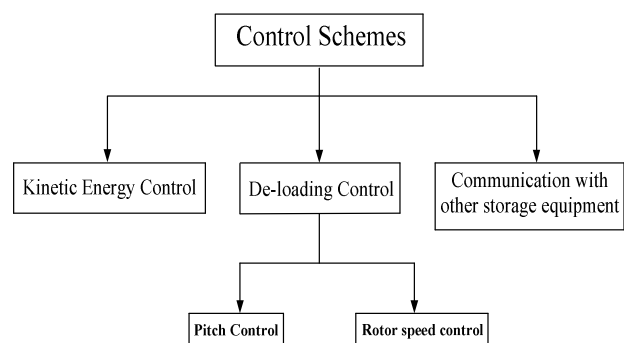 Control Schemes
Kinetic Energy Control
De-loading Control
Communication with
other storage equipment
Pitch Control
Rotor speed control